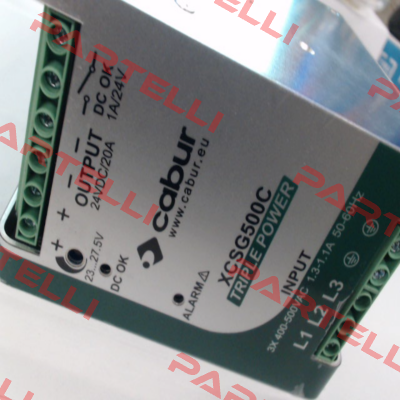 DC OK
1A/24V
OUTPUT
24VDC/20A
+ + - -
23...27.5V
DC OK
ALARM
cabur
www.cabur.eu
XCSG500C
TRIPLE POWER
INPUT
3X 400-500VAC 1.3-1.1A 50-60Hz
L1 L2 L3
PARTELLI
PARTELLI
PARTELLI
PARTELLI
PARTELLI